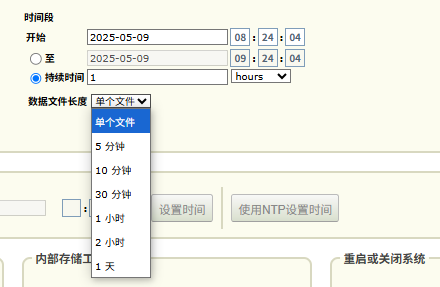 时间段
开始 2025-05-09 08 : 24 : 04
至 2025-05-09 09 : 24 : 04
持续时间 1 hours
数据文件长度 单个文件
单个文件
5 分钟
10 分钟
30 分钟
1 小时
2 小时
1 天
: 设置时间 使用NTP设置时间
内部存储 重启或关闭系统